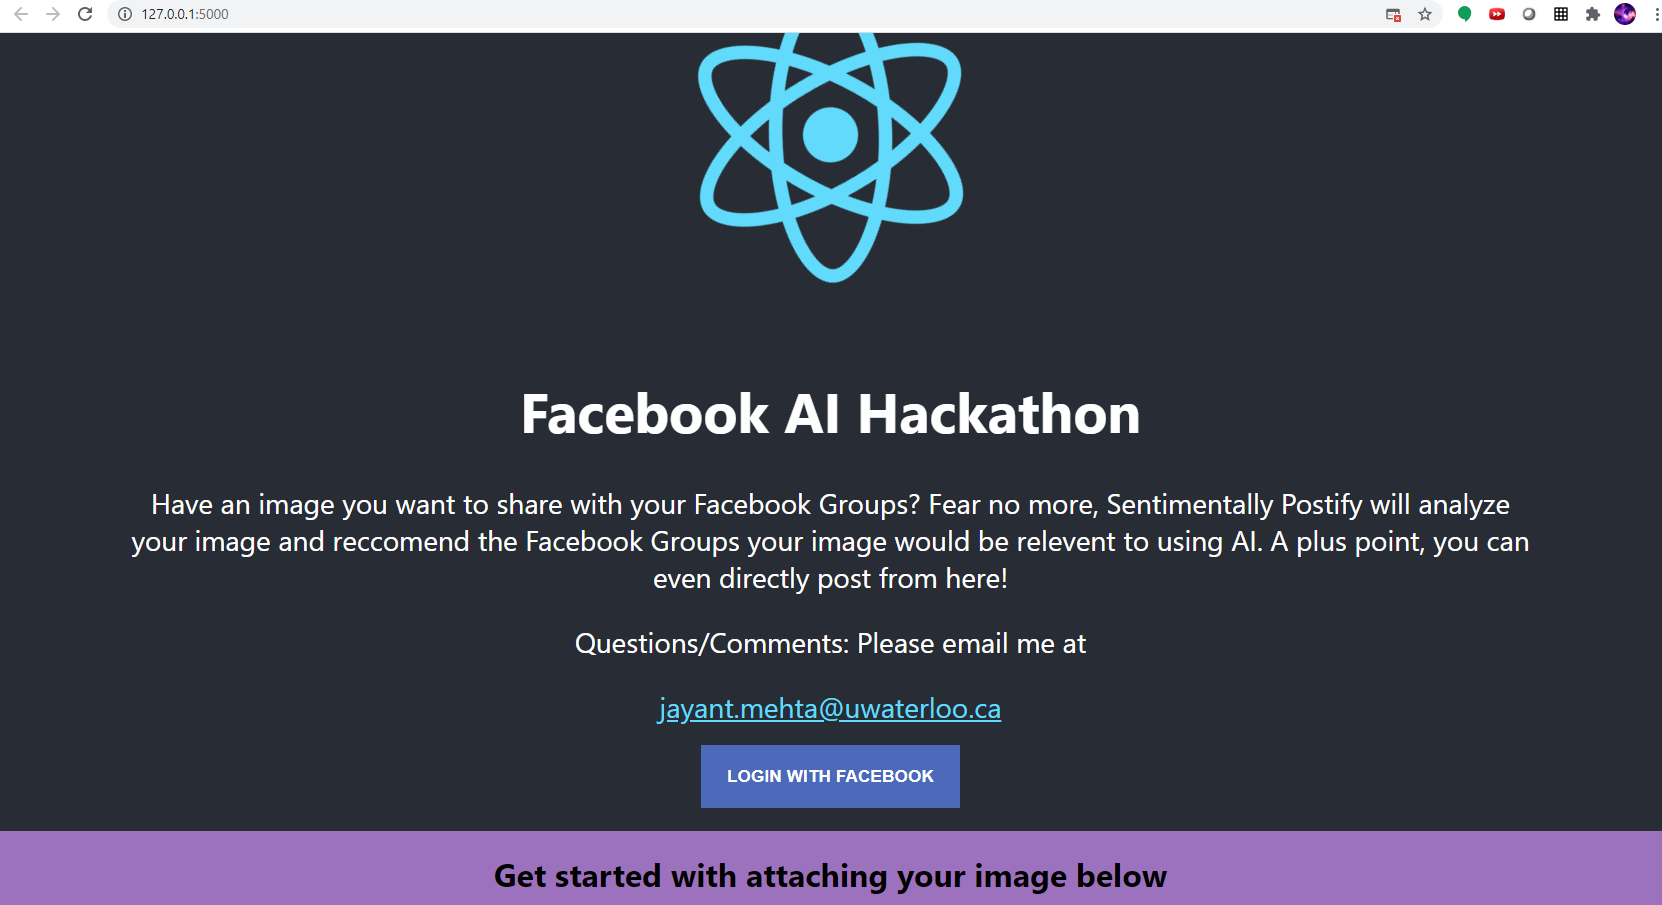 127.0.0.1:5000
Facebook AI Hackathon
Have an image you want to share with your Facebook Groups? Fear no more, Sentimentally Postify will analyze
your image and reccomend the Facebook Groups your image would be relevent to using AI. A plus point, you can
even directly post from here!
Questions/Comments: Please email me at
jayant.mehta@uwaterloo.ca
LOGIN WITH FACEBOOK
Get started with attaching your image below